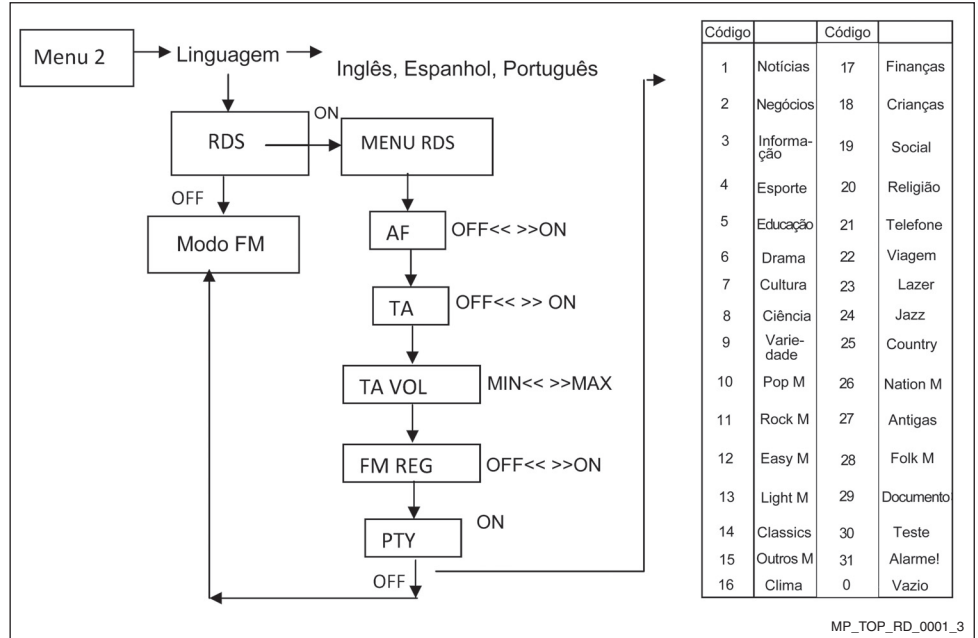 Menu 2
Linguagem
Inglês, Espanhol, Português
RDS
ON
MENU RDS
OFF
Modo FM
AF
OFF<< >>ON
TA
OFF<< >> ON
TA VOL
MIN<< >>MAX
FM REG
OFF<< >>ON
PTY
ON
OFF
Código Código
1 Notícias 17 Finanças
2 Negócios 18 Crianças
3 Informa-
ção 19 Social
4 Esporte 20 Religião
5 Educação 21 Telefone
6 Drama 22 Viagem
7 Cultura 23 Lazer
8 Ciência 24 Jazz
9 Varie-
dade 25 Country
10 Pop M 26 Nation M
11 Rock M 27 Antigas
12 Easy M 28 Folk M
13 Light M 29 Documento
14 Classics 30 Teste
15 Outros M 31 Alarme!
16 Clima 0 Vazio
MP_TOP_RD_0001_3